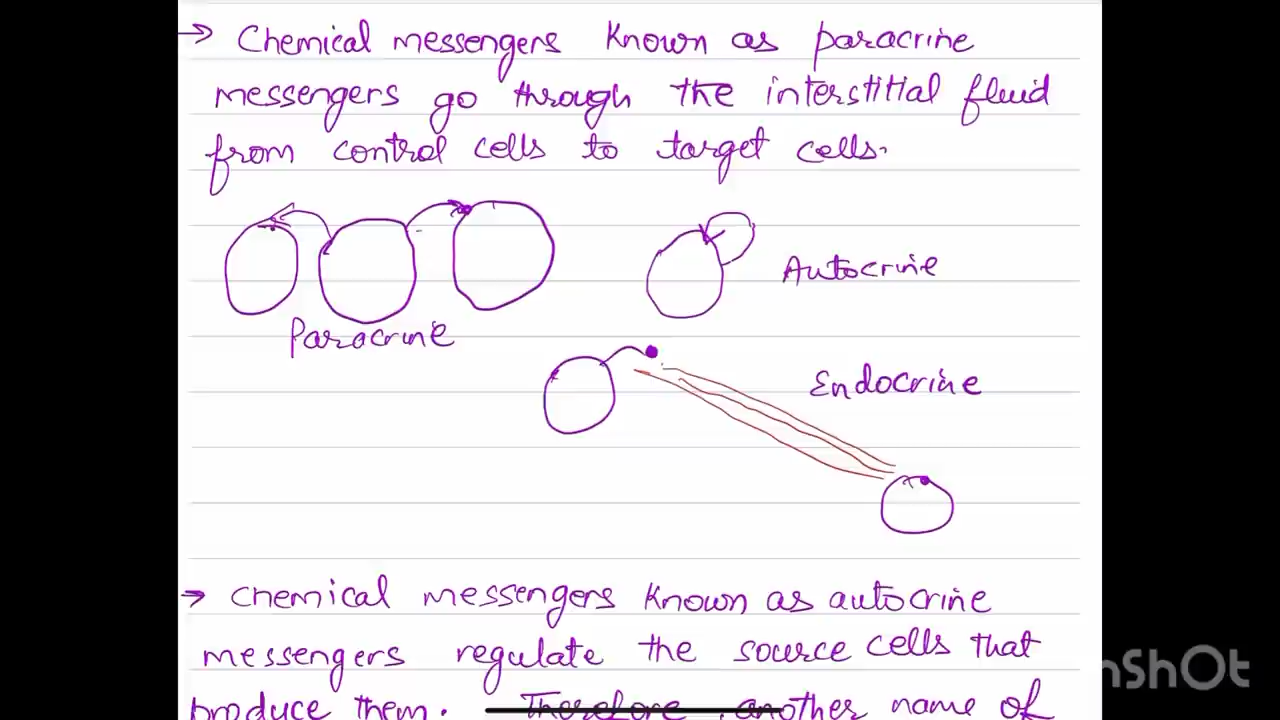 → Chemical messengers known as paracrine
messengers go through the interstitial fluid
from control cells to target cells.
Autocrine
Paracrine
Endocrine
→ Chemical messengers known as autocrine
messengers regulate the source cells that
produce them. Therefore, another name of
nShOt